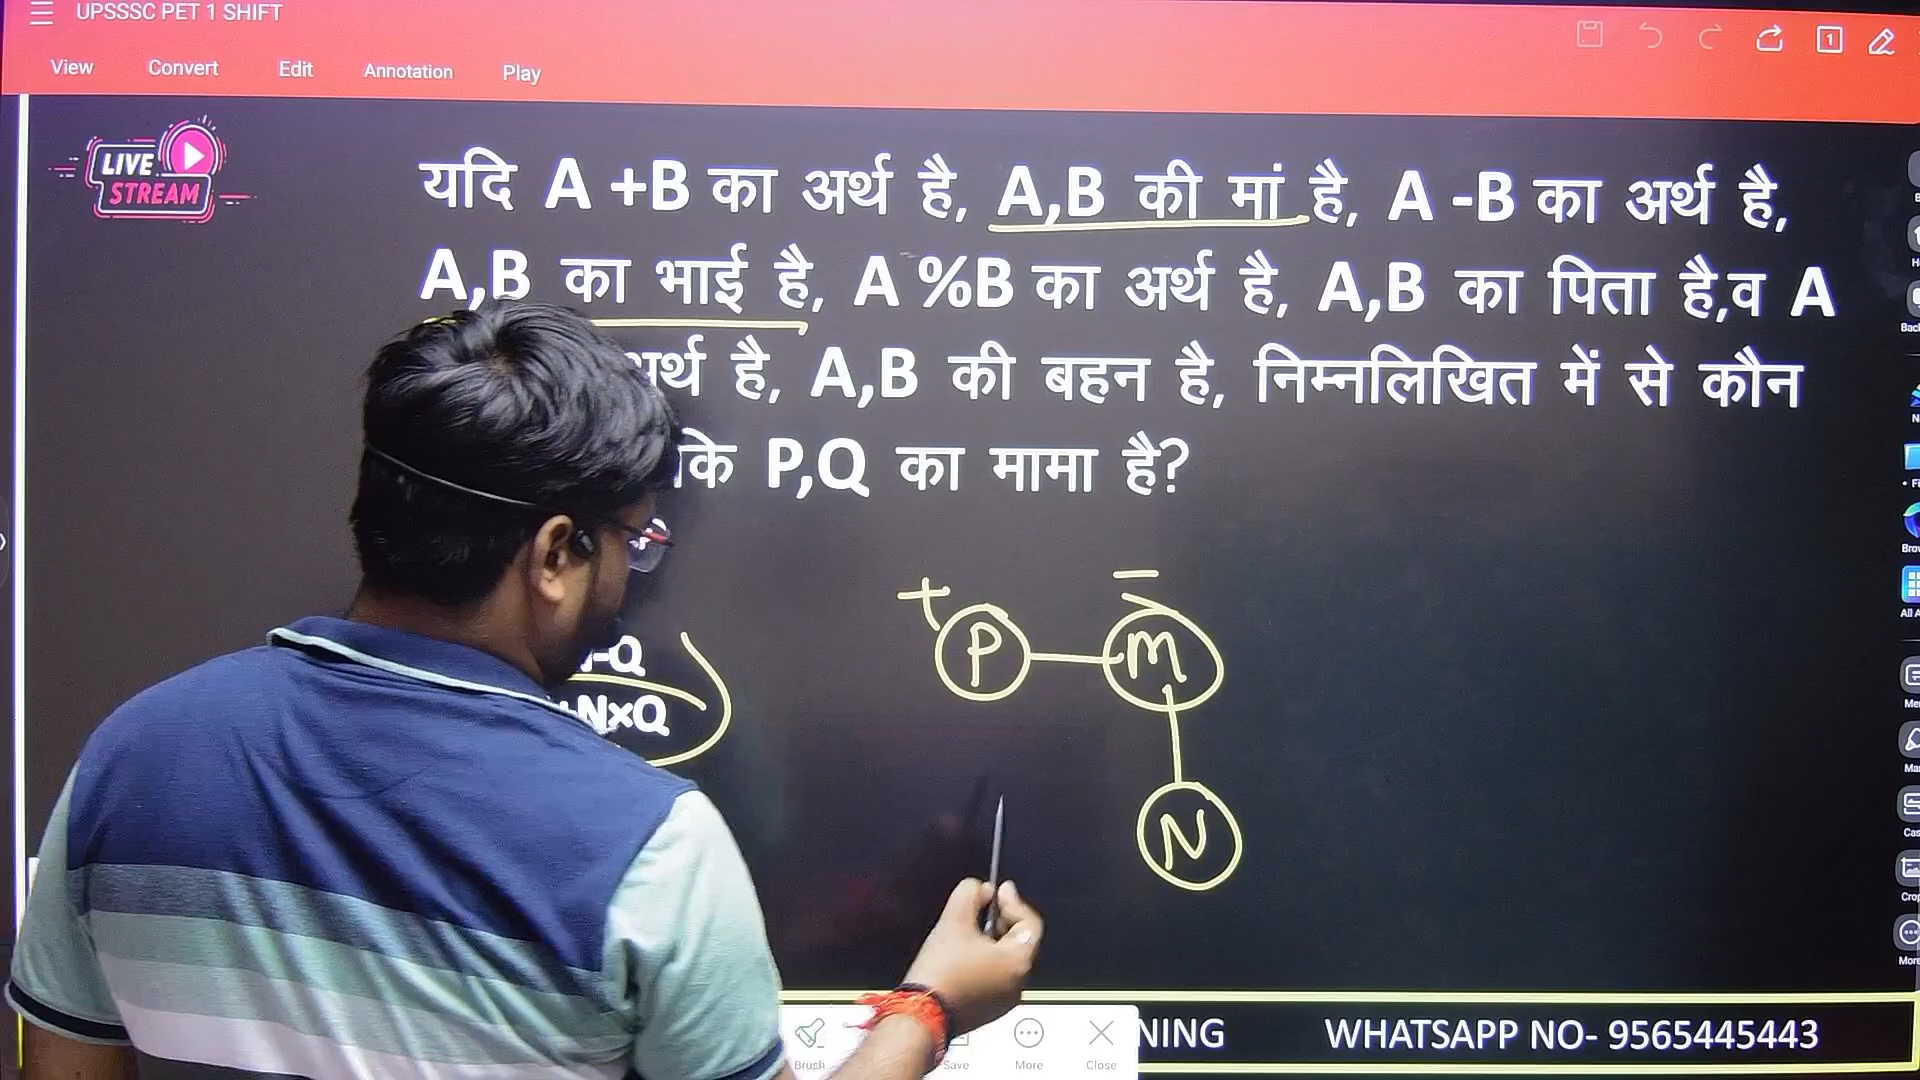 UPSSSC PET 1 SHIFT
View Convert Edit Annotation Play
LIVE STREAM
यदि A +B का अर्थ है, A,B की मां है, A -B का अर्थ है,
A,B का भाई है, A %B का अर्थ है, A,B का पिता है,व A
अर्थ है, A,B की बहन है, निम्नलिखित में से कौन
कि P,Q का मामा है?
+ –
P M
-Q
+N×Q
N
NING WHATSAPP NO- 9565445443
Brush Save More Close